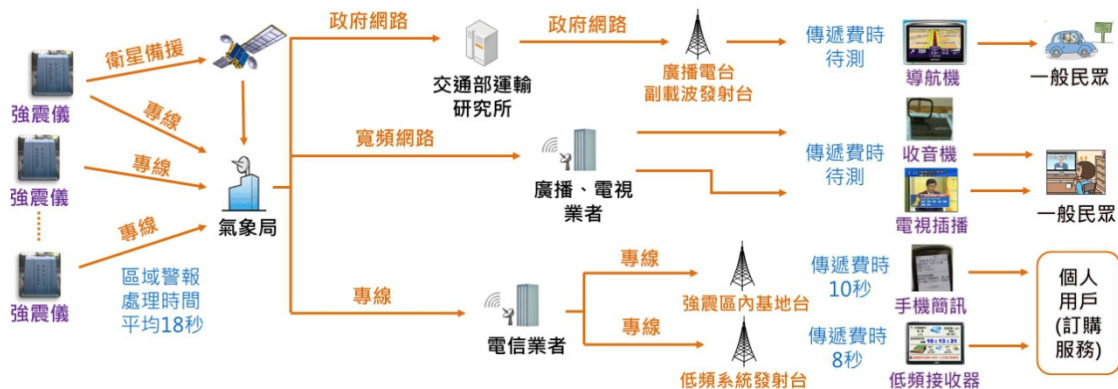 強震儀
強震儀
強震儀
衛星備援
專線
專線
專線
區域警報
處理時間
平均18秒
氣象局
政府網路
交通部運輸
研究所
政府網路
廣播電台
副載波發射台
傳遞費時
待測
導航機
一般民眾
寬頻網路
廣播、電視
業者
傳遞費時
待測
收音機
電視插播
一般民眾
專線
電信業者
專線
強震區內基地台
傳遞費時
10秒
手機簡訊
專線
低頻系統發射台
傳遞費時
8秒
低頻接收器
個人
用戶
(訂購
服務)